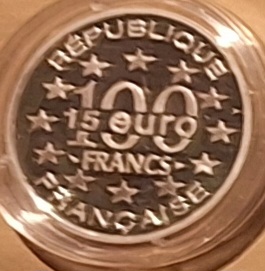 RÉPUBLIQUE
100
15 euro
FRANCS
FRANÇAISE